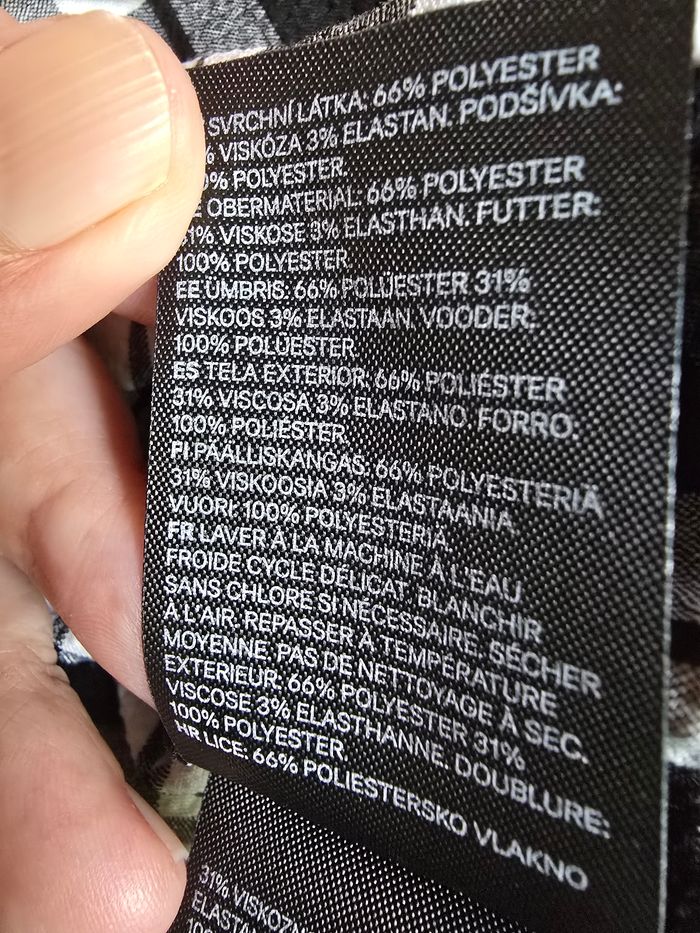 SVRCHNÍ LÁTKA: 66% POLYESTER
% VISKÓZA 3% ELASTAN. PODŠÍVKA:
0% POLYESTER
E OBERMATERIAL: 66% POLYESTER
1% VISKOSE 3% ELASTHAN. FUTTER:
100% POLYESTER
EE UMBRIS: 66% POLÜESTER 31%
VISKOOS 3% ELASTAAN. VOODER:
100% POLÜESTER
ES TELA EXTERIOR: 66% POLIÉSTER
31% VISCOSA 3% ELASTANO. FORRO:
100% POLIÉSTER
FI PÄÄLLISKANGAS: 66% POLYESTERIÄ
31% VISKOOSIA 3% ELASTAANIA
VUORI: 100% POLYESTERIÄ
FR LAVER À LA MACHINE À L'EAU
FROIDE CYCLE DÉLICAT. BLANCHIR
SANS CHLORE SI NÉCESSAIRE. SÉCHER
À L'AIR. REPASSER À TEMPÉRATURE
MOYENNE. PAS DE NETTOYAGE À SEC.
EXTÉRIEUR: 66% POLYESTER 31%
VISCOSE 3% ELASTHANNE. DOUBLURE:
100% POLYESTER
HR LICE: 66% POLIESTERSKO VLAKNO
31% VISKOZA
ELASTAN